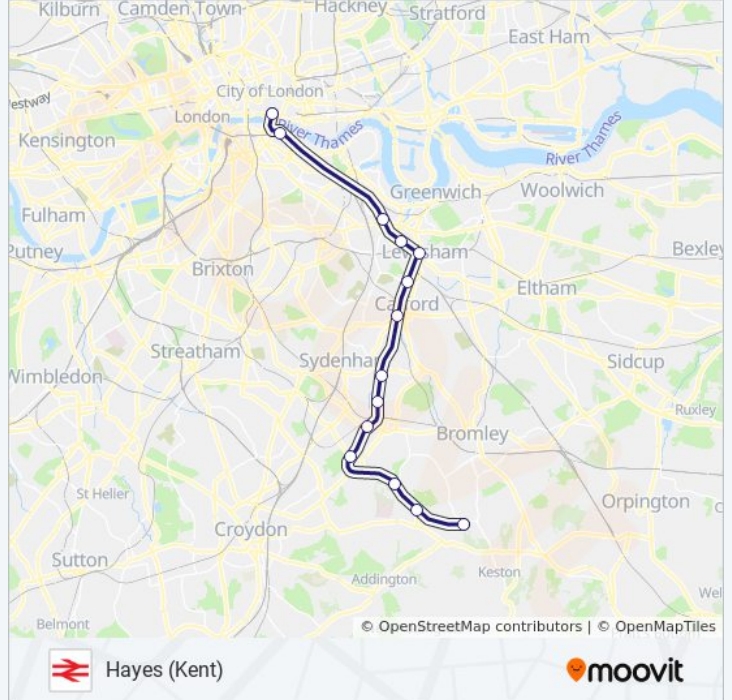 Kilburn
Camden Town
Hackney
Stratford
East Ham
City of London
estway
London
River Thames
Kensington
River Thames
Greenwich
Woolwich
Fulham
Putney
Lewisham
Bexley
Brixton
Eltham
Catford
Streatham
Sydenham
Sidcup
Wimbledon
Ruxley
Bromley
St Helier
Orpington
Croydon
Sutton
Keston
Addington
Wel
Belmont
© OpenStreetMap contributors | © OpenMapTiles
Hayes (Kent)
moovit